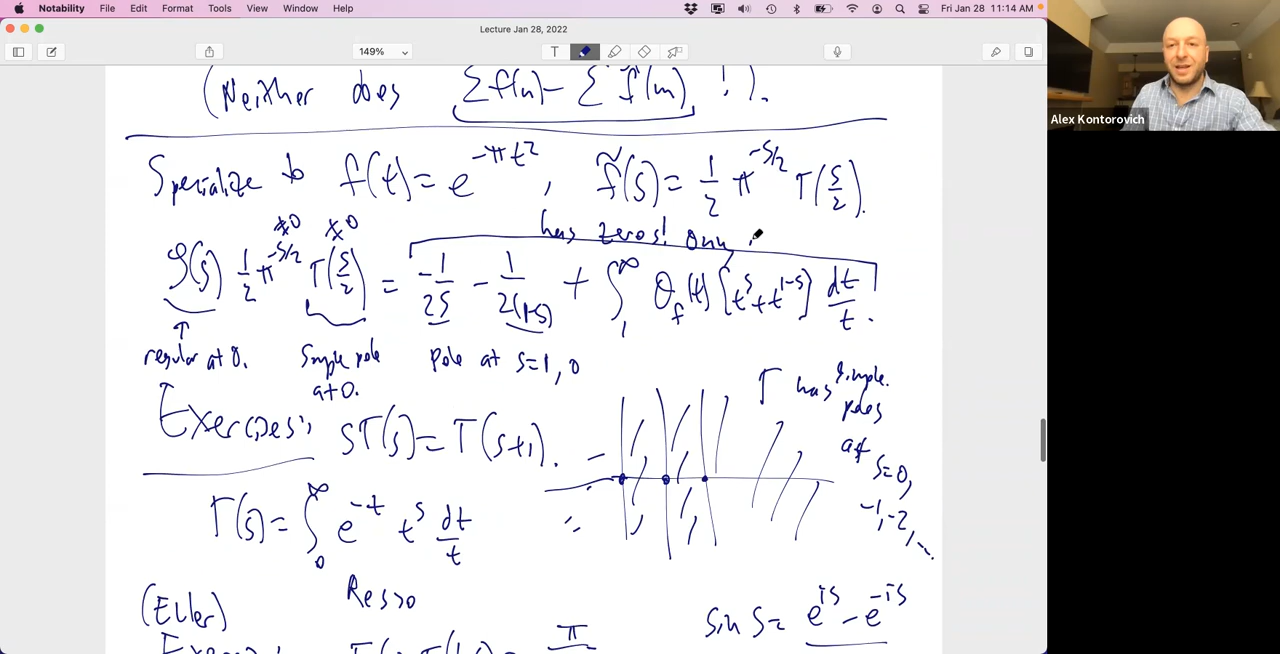 Notability File Edit Format Tools View Window Help Fri Jan 28 11:14 AM
Lecture Jan 28, 2022
149% T
Alex Kontorovich
(Neither does Σf(n) - Σf̂(m) !).
Specialize to f(t) = e^{-πt²}, f̃(s) = 1/2 π^{-s/2} Γ(s/2).
has zeros! Only
≠0 ≠0
ζ(s) 1/2 π^{-s/2} Γ(s/2) = -1/2s - 1/2(1-s) + ∫_1^∞ θ_f(t) [t^s + t^{1-s}] dt/t.
↑
regular at 0. Simple pole at 0. Pole at s=1, 0
Γ has simple poles at s=0, -1, -2, ...
Exercises: sΓ(s) = Γ(s+1).
Γ(s) = ∫_0^∞ e^{-t} t^s dt/t
Re s>0
(Euler)
sin s = e^{is} - e^{-is}
π